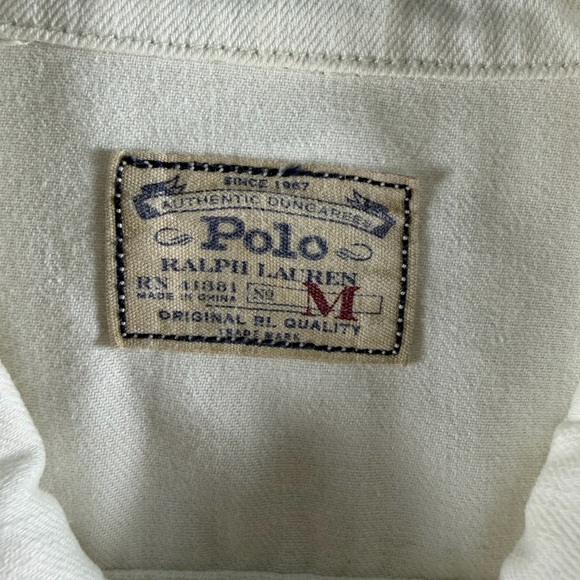 SINCE 1967
AUTHENTIC DUNGAREES
Polo
RALPH LAUREN
RN 41381
MADE IN CHINA
No
M
ORIGINAL RL QUALITY
TRADE MARK